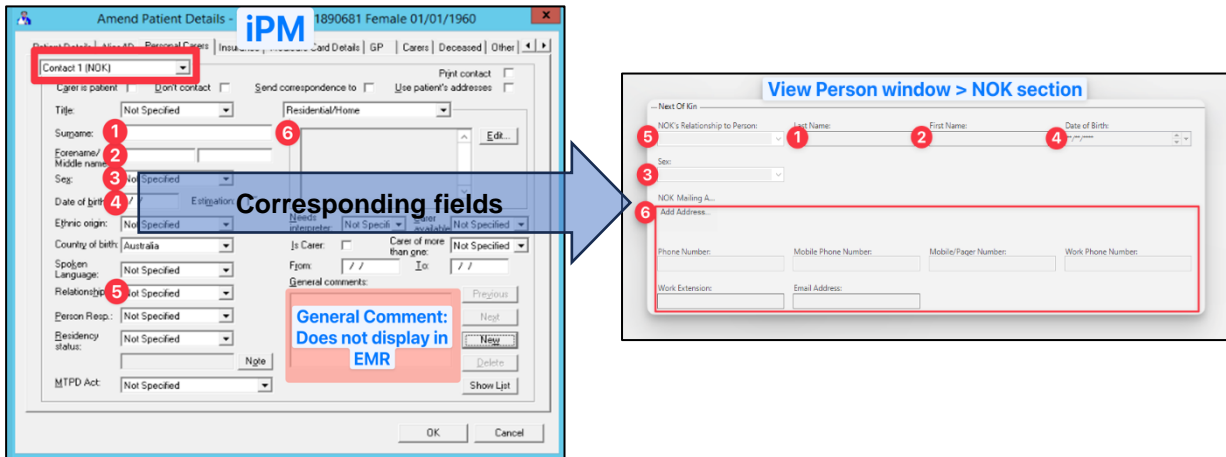 Amend Patient Details - iPM 1890681 Female 01/01/1960 x
Patient Details Personal Carers Card Details GP Carers Deceased Other
Contact 1 (NOK)
Print contact
Carer is patient Don't contact Send correspondence to Use patient's addresses
Title: Not Specified Residential/Home
Surname: 1 6 Edit...
Forename/ 2
Middle name
Sex: 3 Not Specified
Date of birth 4 / / Estimation:
Corresponding fields
Ethnic origin: Not Specified Needs interpreter: Not Specifi Carer available Not Specified
Country of birth: Australia Is Carer: Carer of more than one: Not Specified
Spoken Language: Not Specified From: / / To: / /
General comments:
Relationship 5 Not Specified Previous
Person Resp.: Not Specified Next
General Comment:
Does not display in
EMR
Residency status: Not Specified New
Note Delete
MTPD Act: Not Specified Show List
OK Cancel
View Person window > NOK section
Next Of Kin
NOK's Relationship to Person: Last Name: First Name: Date of Birth:
5 1 2 4 **/**/****
Sex:
3
NOK Mailing A...
6 Add Address...
Phone Number: Mobile Phone Number: Mobile/Pager Number: Work Phone Number:
Work Extension: Email Address: